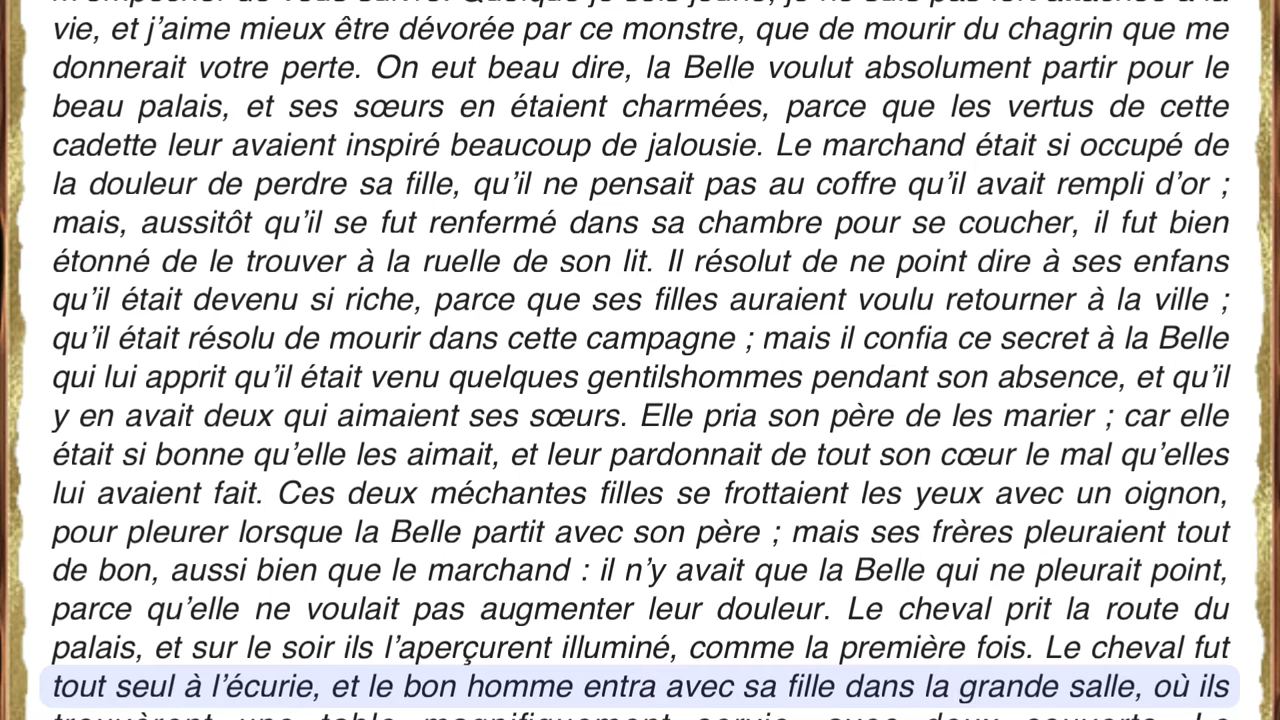 vie, et j’aime mieux être dévorée par ce monstre, que de mourir du chagrin que me
donnerait votre perte. On eut beau dire, la Belle voulut absolument partir pour le
beau palais, et ses sœurs en étaient charmées, parce que les vertus de cette
cadette leur avaient inspiré beaucoup de jalousie. Le marchand était si occupé de
la douleur de perdre sa fille, qu’il ne pensait pas au coffre qu’il avait rempli d’or ;
mais, aussitôt qu’il se fut renfermé dans sa chambre pour se coucher, il fut bien
étonné de le trouver à la ruelle de son lit. Il résolut de ne point dire à ses enfans
qu’il était devenu si riche, parce que ses filles auraient voulu retourner à la ville ;
qu’il était résolu de mourir dans cette campagne ; mais il confia ce secret à la Belle
qui lui apprit qu’il était venu quelques gentilshommes pendant son absence, et qu’il
y en avait deux qui aimaient ses sœurs. Elle pria son père de les marier ; car elle
était si bonne qu’elle les aimait, et leur pardonnait de tout son cœur le mal qu’elles
lui avaient fait. Ces deux méchantes filles se frottaient les yeux avec un oignon,
pour pleurer lorsque la Belle partit avec son père ; mais ses frères pleuraient tout
de bon, aussi bien que le marchand : il n’y avait que la Belle qui ne pleurait point,
parce qu’elle ne voulait pas augmenter leur douleur. Le cheval prit la route du
palais, et sur le soir ils l’aperçurent illuminé, comme la première fois. Le cheval fut
tout seul à l’écurie, et le bon homme entra avec sa fille dans la grande salle, où ils